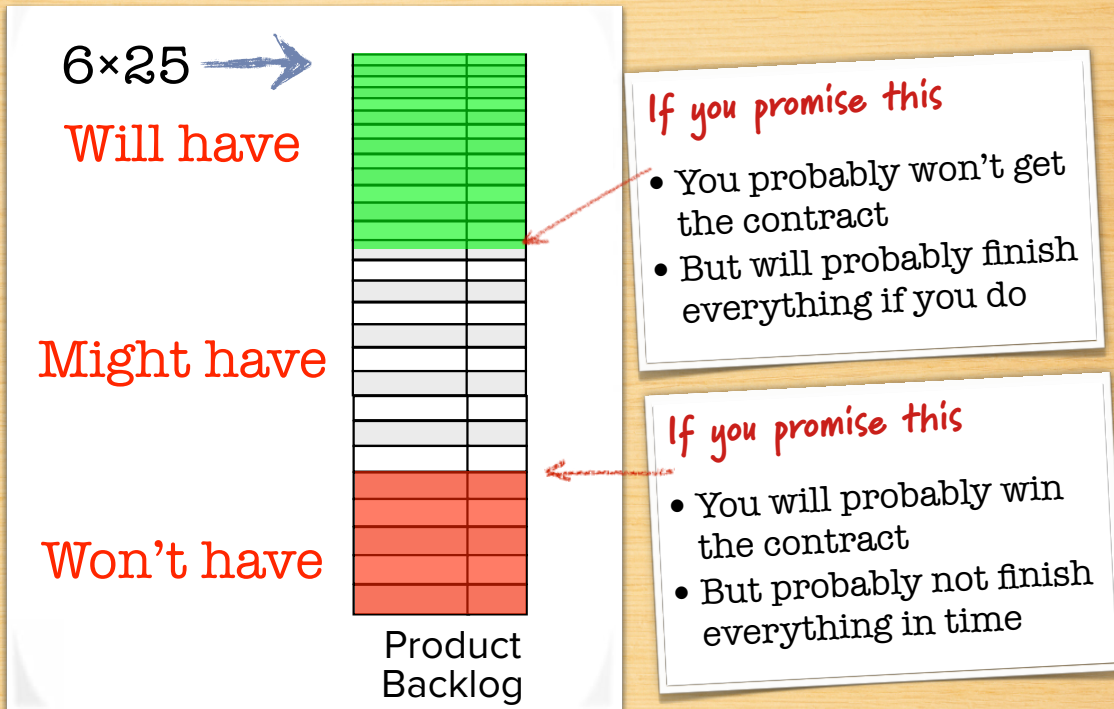 6×25
Will have
Might have
Won't have
Product
Backlog
If you promise this
• You probably won't get
the contract
• But will probably finish
everything if you do
If you promise this
• You will probably win
the contract
• But probably not finish
everything in time